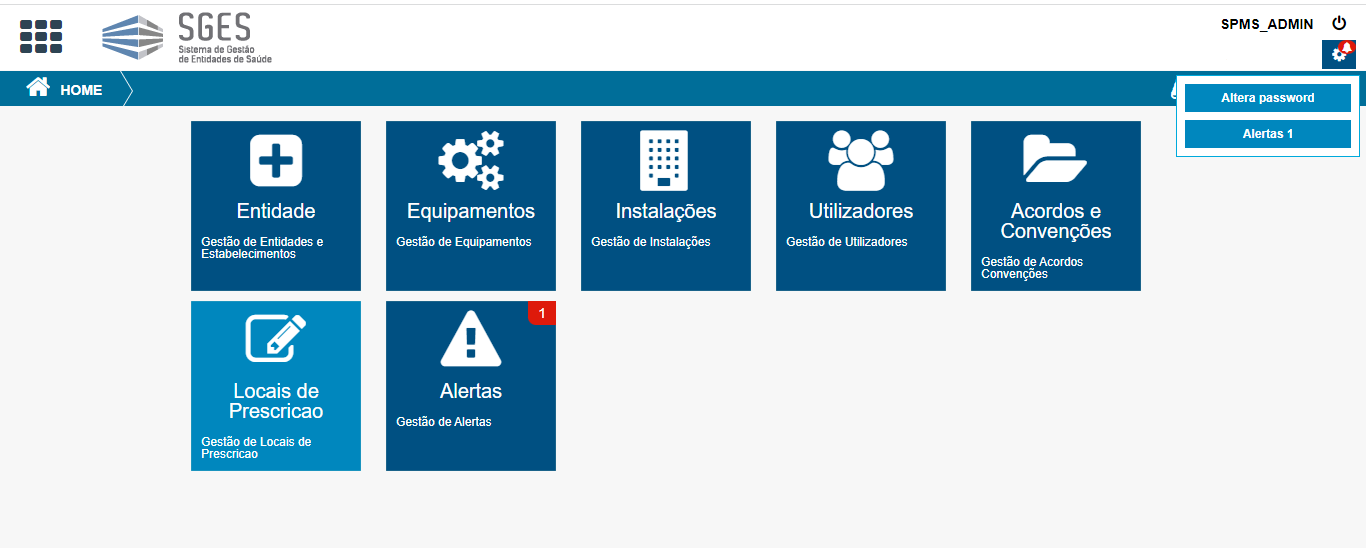 SGES
Sistema de Gestão
de Entidades de Saúde
SPMS_ADMIN
HOME
Altera password
Alertas 1
Entidade
Gestão de Entidades e
Estabelecimentos
Equipamentos
Gestão de Equipamentos
Instalações
Gestão de Instalações
Utilizadores
Gestão de Utilizadores
Acordos e
Convenções
Gestão de Acordos
Convenções
Locais de
Prescricao
Gestão de Locais de
Prescricao
1
Alertas
Gestão de Alertas